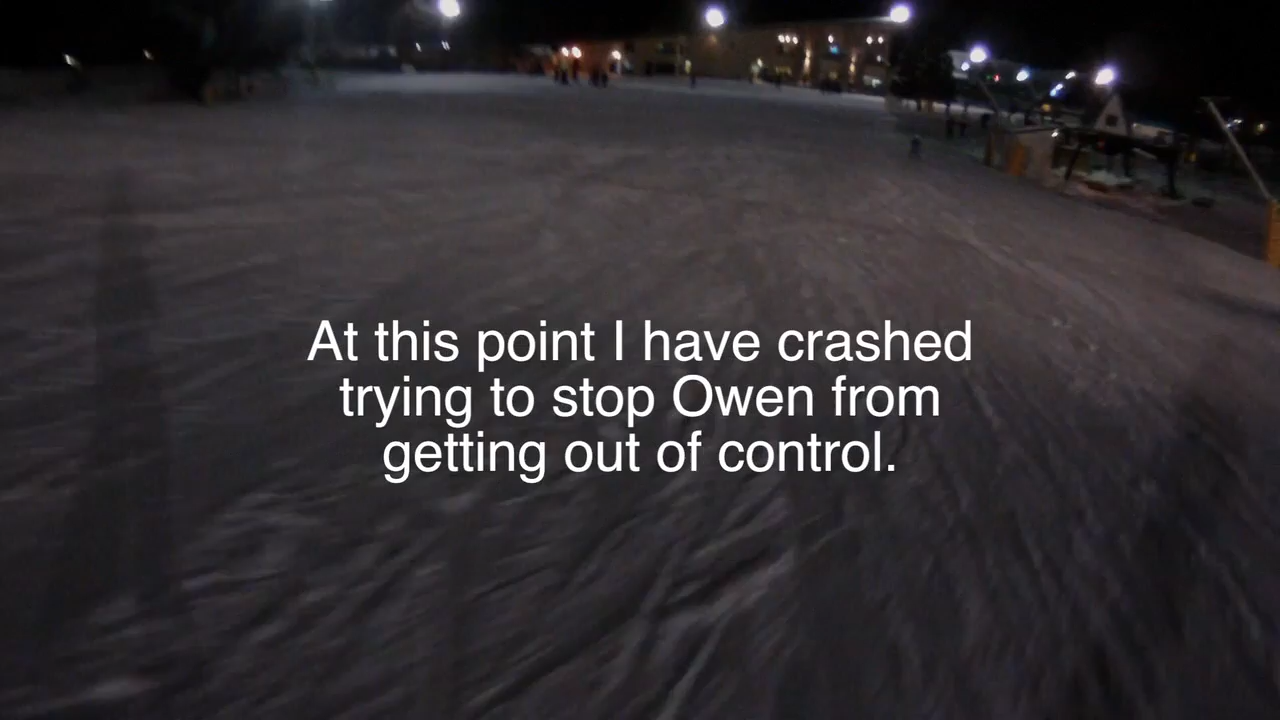 At this point I have crashed
trying to stop Owen from
getting out of control.